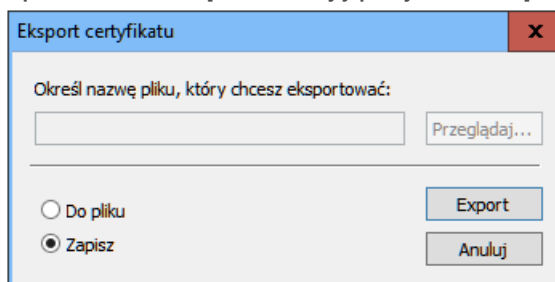 Eksport certyfikatu
x
Określ nazwę pliku, który chcesz eksportować:
Przeglądaj...
Do pliku
Export
Zapisz
Anuluj